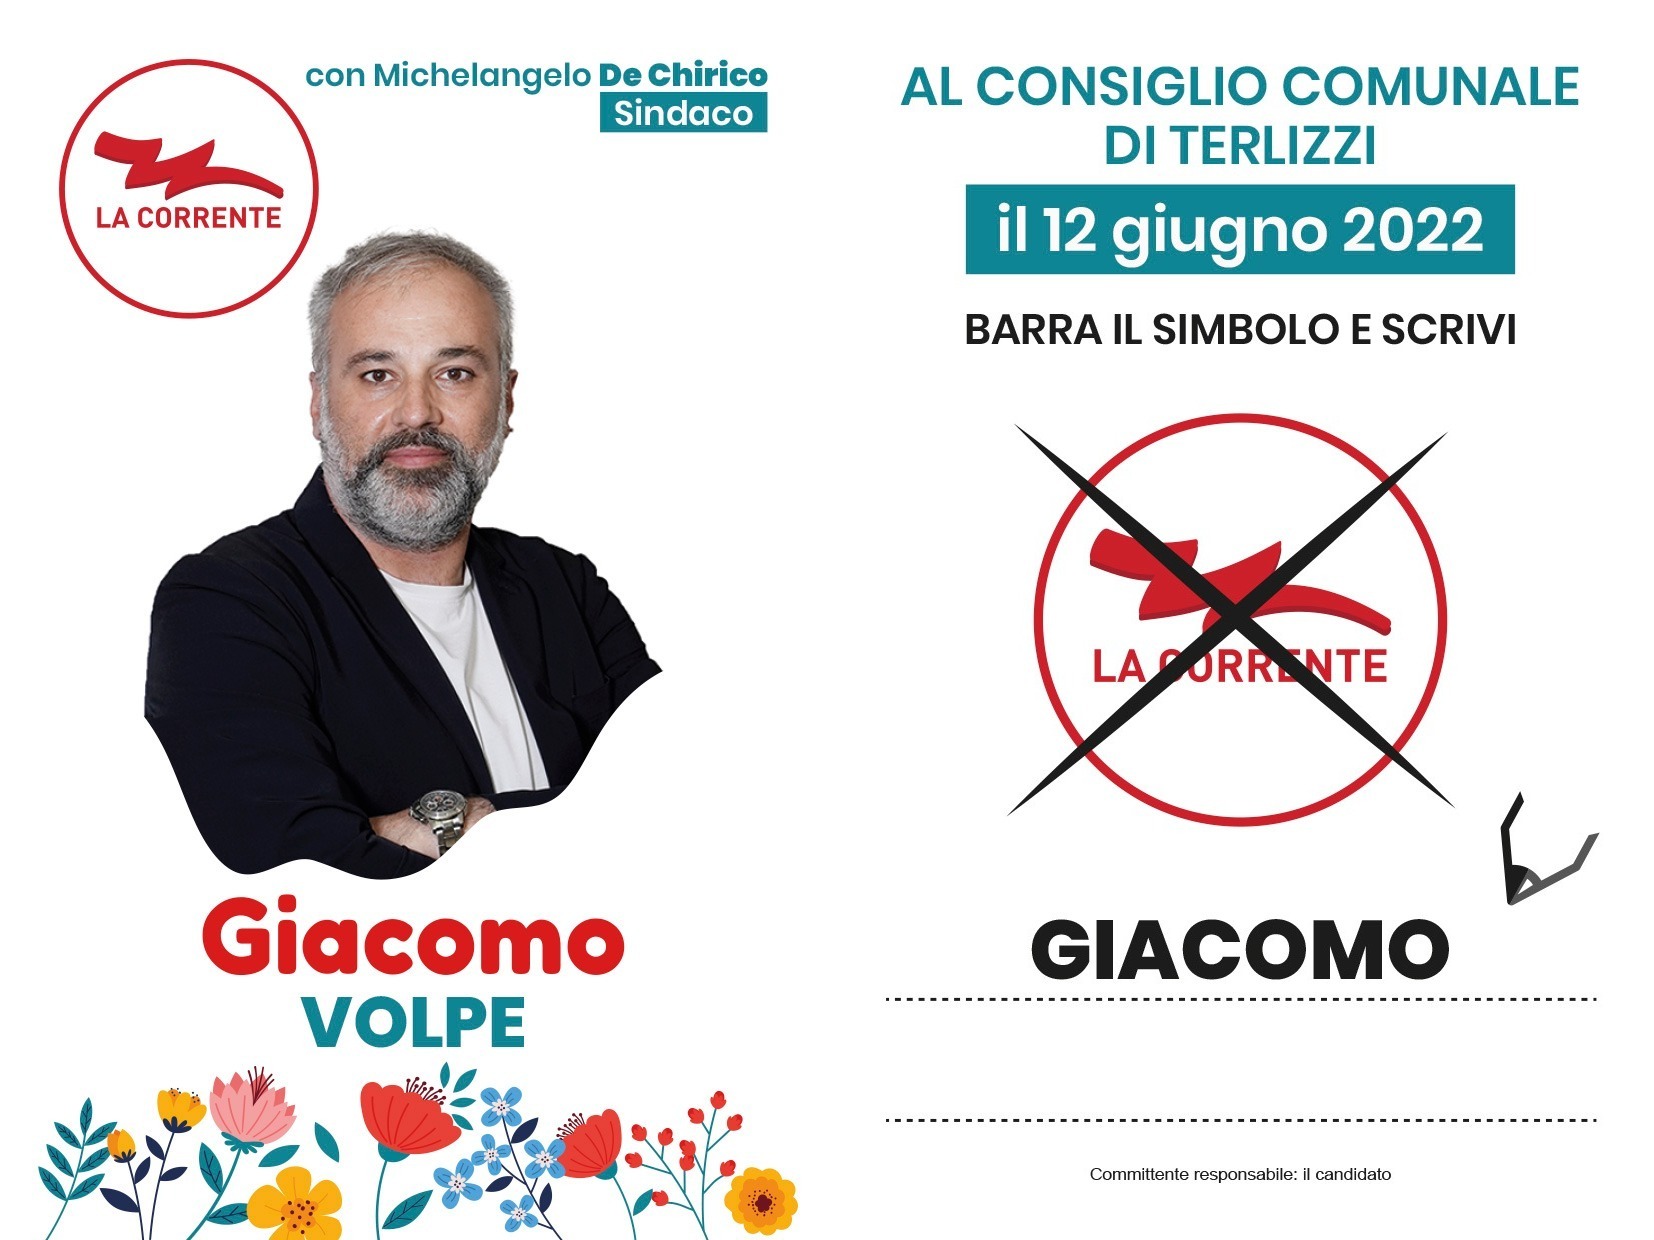 LA CORRENTE
con Michelangelo De Chirico
Sindaco
Giacomo
VOLPE
AL CONSIGLIO COMUNALE
DI TERLIZZI
il 12 giugno 2022
BARRA IL SIMBOLO E SCRIVI
LA CORRENTE
GIACOMO
Committente responsabile: il candidato